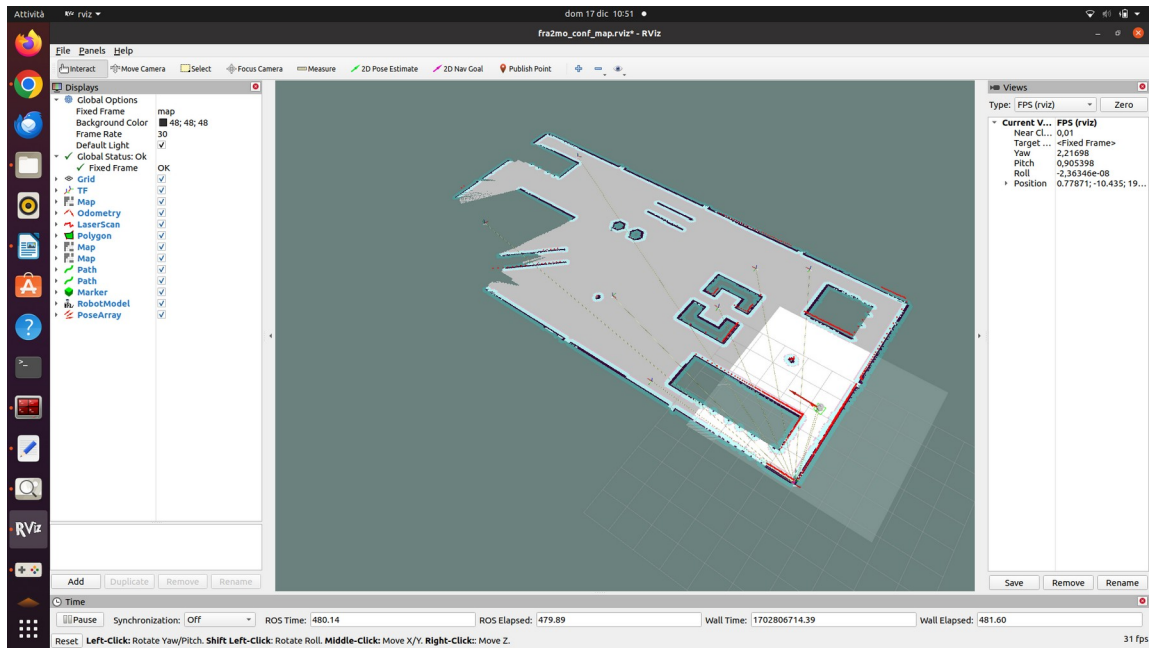 Attività RViz rviz dom 17 dic 10:51
fra2mo_conf_map.rviz* - RViz
File Panels Help
Interact Move Camera Select Focus Camera Measure 2D Pose Estimate 2D Nav Goal Publish Point
Displays
Global Options
Fixed Frame map
Background Color 48; 48; 48
Frame Rate 30
Default Light
Global Status: Ok
Fixed Frame OK
Grid
TF
Map
Odometry
LaserScan
Polygon
Map
Map
Path
Path
Marker
RobotModel
PoseArray
Add Duplicate Remove Rename
Views
Type: FPS (rviz) Zero
Current V... FPS (rviz)
Near Cl... 0,01
Target ... <Fixed Frame>
Yaw 2,21698
Pitch 0,905398
Roll -2,36346e-08
Position 0.77871; -10.435; 19...
Save Remove Rename
RViz
Time
Pause Synchronization: Off ROS Time: 480.14 ROS Elapsed: 479.89 Wall Time: 1702806714.39 Wall Elapsed: 481.60
Reset Left-Click: Rotate Yaw/Pitch. Shift Left-Click: Rotate Roll. Middle-Click: Move X/Y. Right-Click:: Move Z. 31 fps